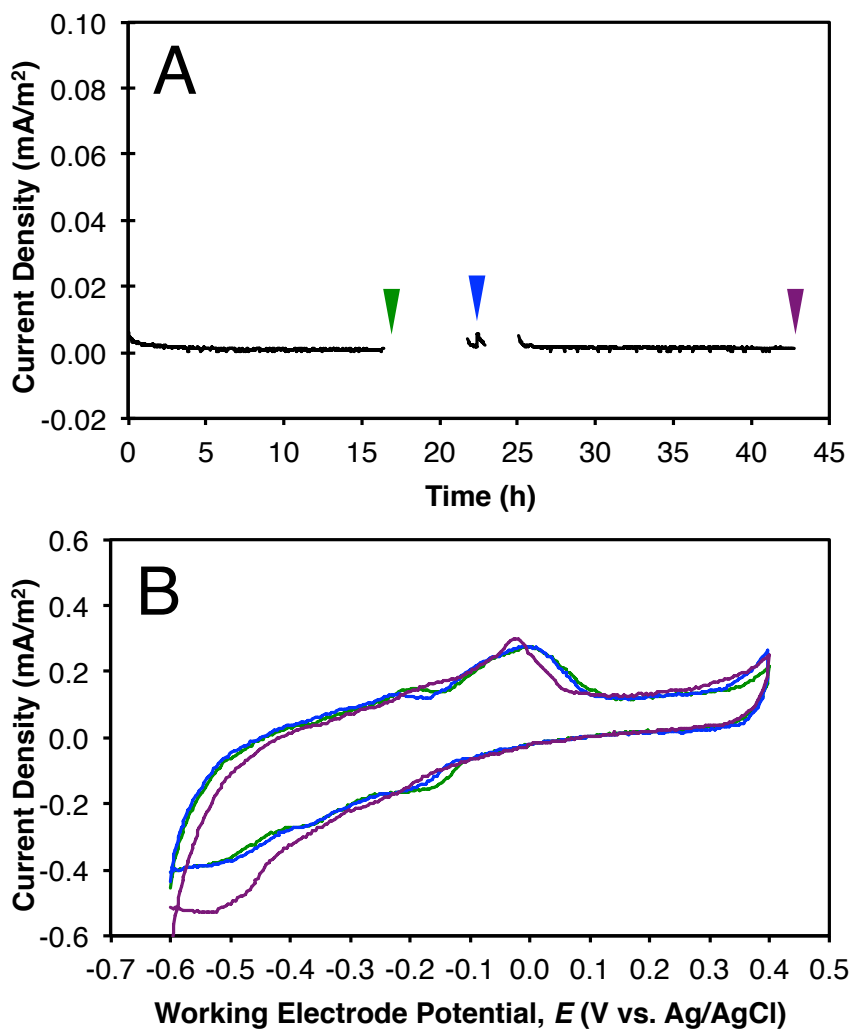 A
0.10
0.08
0.06
0.04
0.02
0.00
-0.02
Current Density (mA/m²)
0 5 10 15 20 25 30 35 40 45
Time (h)
B
0.6
0.4
0.2
0.0
-0.2
-0.4
-0.6
Current Density (mA/m²)
-0.7 -0.6 -0.5 -0.4 -0.3 -0.2 -0.1 0.0 0.1 0.2 0.3 0.4 0.5
Working Electrode Potential, E (V vs. Ag/AgCl)